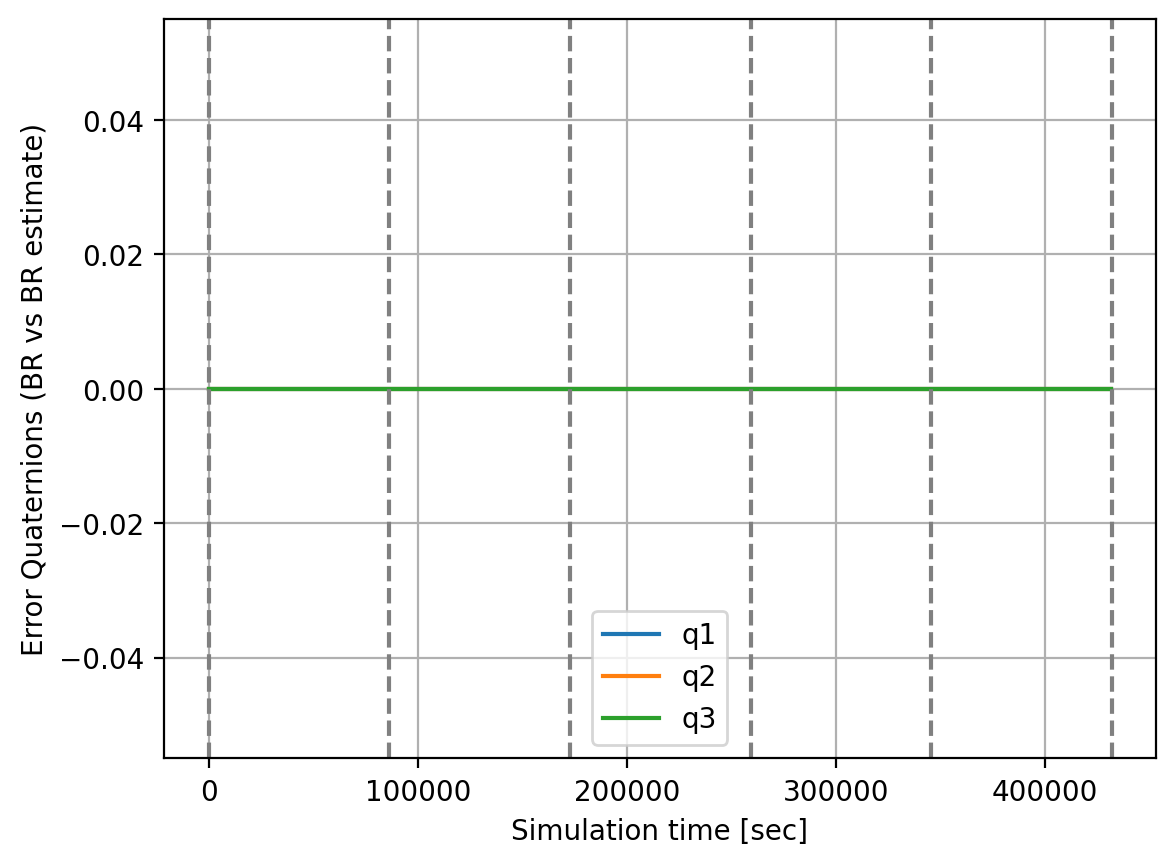 Error Quaternions (BR vs BR estimate)
0.04
0.02
0.00
−0.02
−0.04
q1
q2
q3
0 100000 200000 300000 400000
Simulation time [sec]